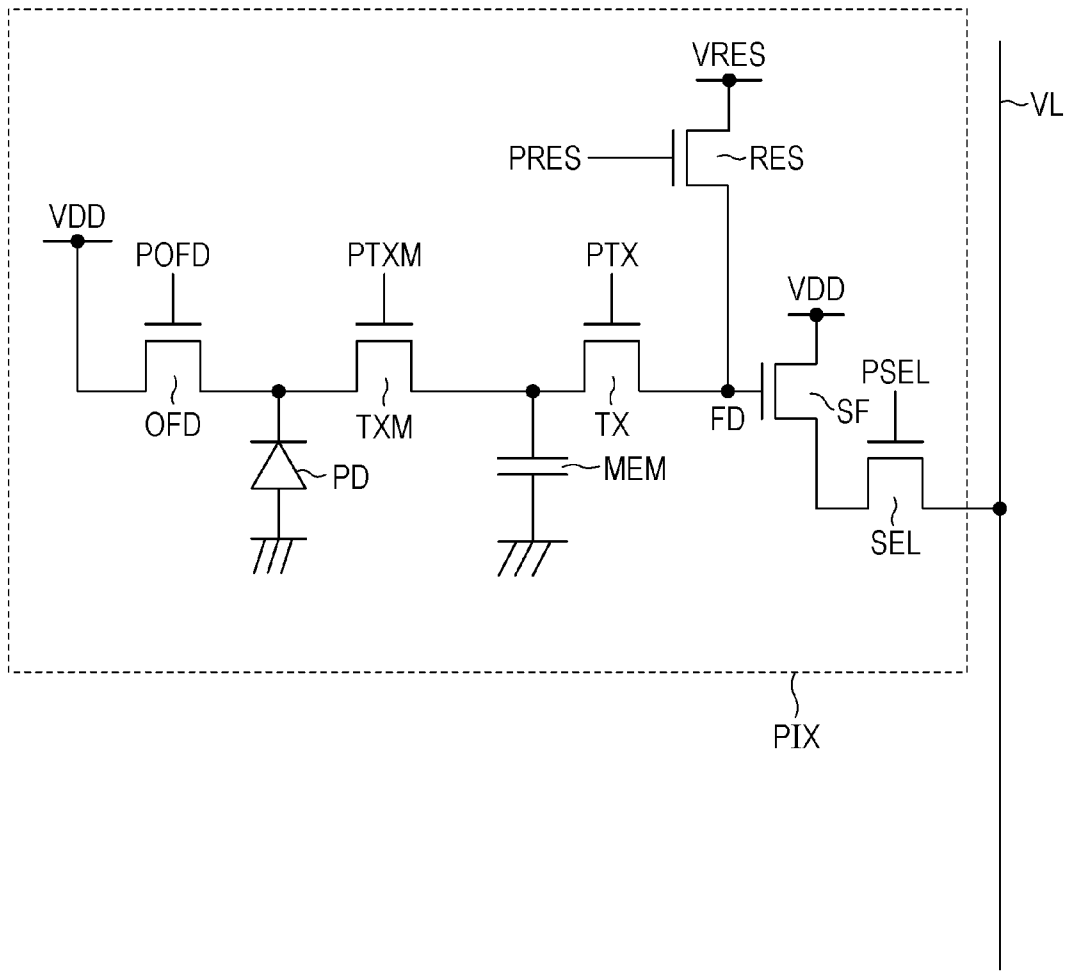 VRES
VL
PRES
RES
VDD
POFD
PTXM
PTX
VDD
PSEL
OFD
TXM
TX
FD
SF
PD
MEM
SEL
PIX